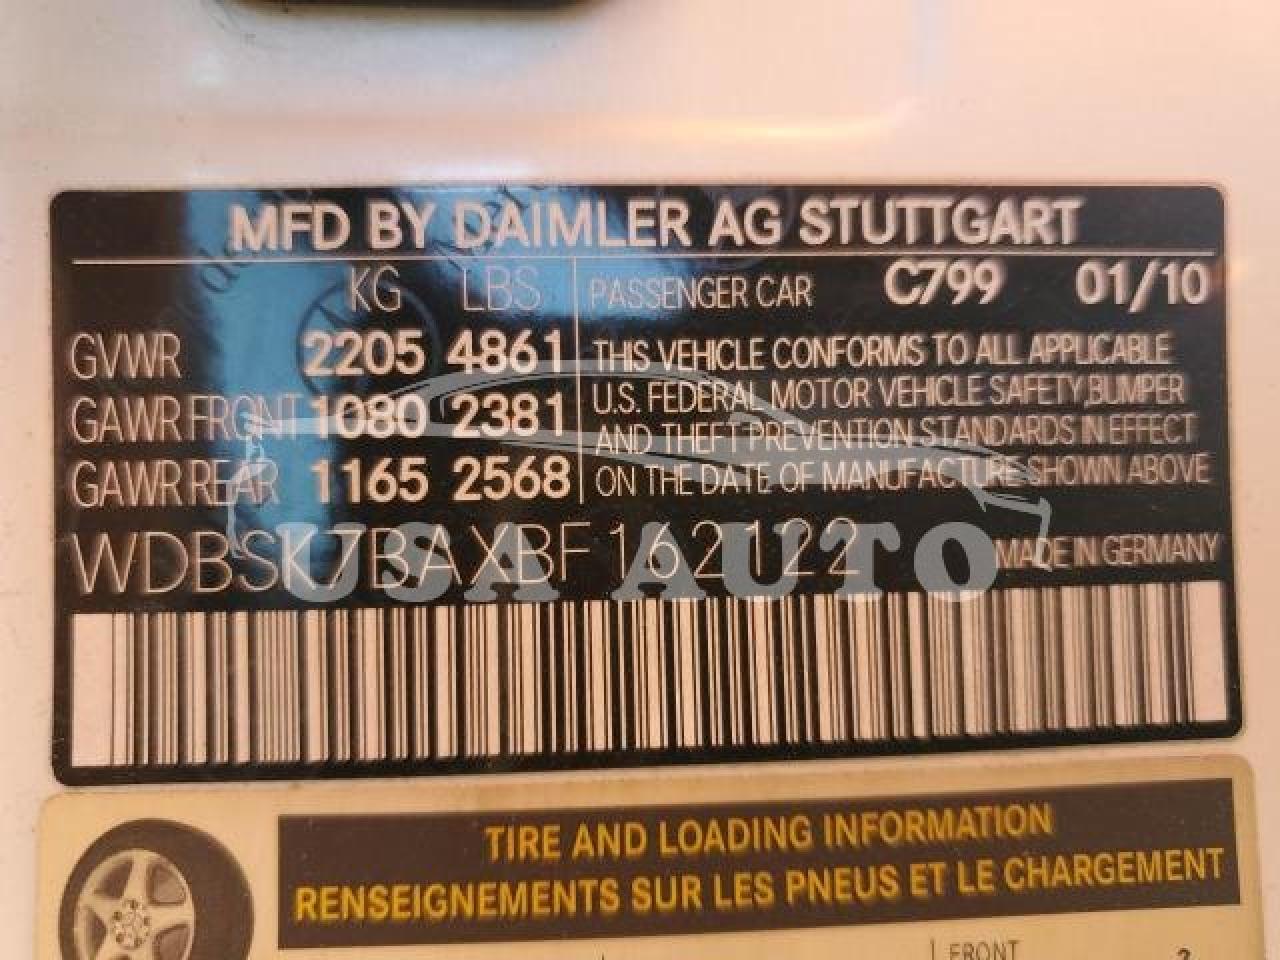 MFD BY DAIMLER AG STUTTGART
KG LBS
GVWR 2205 4861
GAWR FRONT 1080 2381
GAWR REAR 1165 2568
PASSENGER CAR C799 01/10
THIS VEHICLE CONFORMS TO ALL APPLICABLE
U.S. FEDERAL MOTOR VEHICLE SAFETY,BUMPER
AND THEFT PREVENTION STANDARDS IN EFFECT
ON THE DATE OF MANUFACTURE SHOWN ABOVE
WDBSK7BAXBF162122 MADE IN GERMANY
USA AUTO
TIRE AND LOADING INFORMATION
RENSEIGNEMENTS SUR LES PNEUS ET LE CHARGEMENT
FRONT